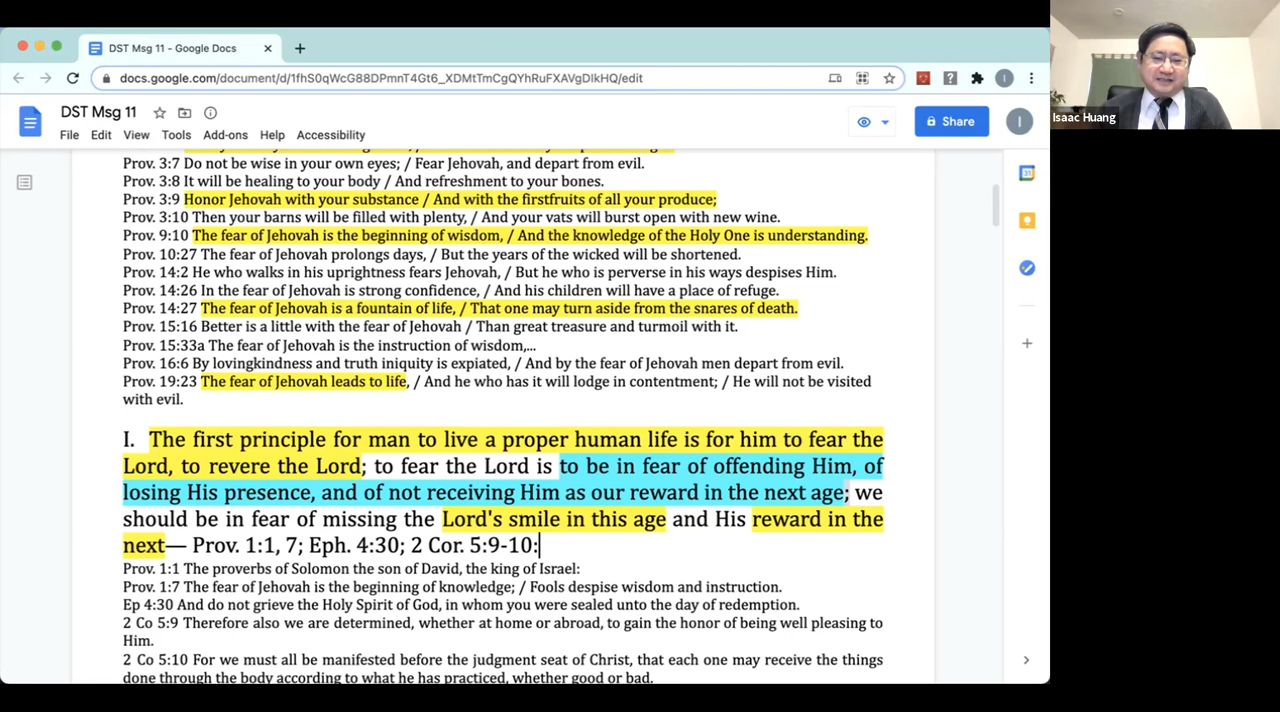 DST Msg 11 - Google Docs
docs.google.com/document/d/1fhS0qWcG88DPmnT4Gt6_XDMtTmCgQYhRuFXAVgDlkHQ/edit
I
DST Msg 11
Share
I
File Edit View Tools Add-ons Help Accessibility
Isaac Huang
31
Prov. 3:7 Do not be wise in your own eyes; / Fear Jehovah, and depart from evil.
Prov. 3:8 It will be healing to your body / And refreshment to your bones.
Prov. 3:9 Honor Jehovah with your substance / And with the firstfruits of all your produce;
Prov. 3:10 Then your barns will be filled with plenty, / And your vats will burst open with new wine.
Prov. 9:10 The fear of Jehovah is the beginning of wisdom, / And the knowledge of the Holy One is understanding.
Prov. 10:27 The fear of Jehovah prolongs days, / But the years of the wicked will be shortened.
Prov. 14:2 He who walks in his uprightness fears Jehovah, / But he who is perverse in his ways despises Him.
Prov. 14:26 In the fear of Jehovah is strong confidence, / And his children will have a place of refuge.
Prov. 14:27 The fear of Jehovah is a fountain of life, / That one may turn aside from the snares of death.
Prov. 15:16 Better is a little with the fear of Jehovah / Than great treasure and turmoil with it.
Prov. 15:33a The fear of Jehovah is the instruction of wisdom,...
Prov. 16:6 By lovingkindness and truth iniquity is expiated, / And by the fear of Jehovah men depart from evil.
Prov. 19:23 The fear of Jehovah leads to life, / And he who has it will lodge in contentment; / He will not be visited
with evil.
I. The first principle for man to live a proper human life is for him to fear the
Lord, to revere the Lord; to fear the Lord is to be in fear of offending Him, of
losing His presence, and of not receiving Him as our reward in the next age; we
should be in fear of missing the Lord's smile in this age and His reward in the
next— Prov. 1:1, 7; Eph. 4:30; 2 Cor. 5:9-10:
Prov. 1:1 The proverbs of Solomon the son of David, the king of Israel:
Prov. 1:7 The fear of Jehovah is the beginning of knowledge; / Fools despise wisdom and instruction.
Ep 4:30 And do not grieve the Holy Spirit of God, in whom you were sealed unto the day of redemption.
2 Co 5:9 Therefore also we are determined, whether at home or abroad, to gain the honor of being well pleasing to
Him.
2 Co 5:10 For we must all be manifested before the judgment seat of Christ, that each one may receive the things
done through the body according to what he has practiced, whether good or bad.